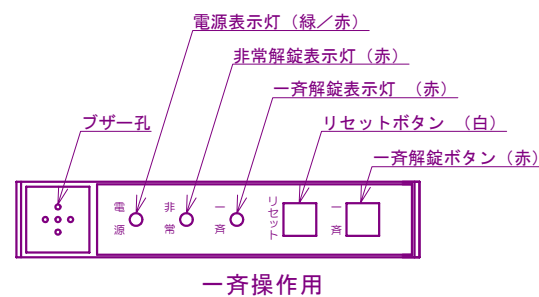 電源表示灯（緑／赤）
非常解錠表示灯（赤）
一斉解錠表示灯　（赤）
ブザー孔
リセットボタン　（白）
一斉解錠ボタン（赤）
電源
非常
一斉
リセット
一斉
一斉操作用